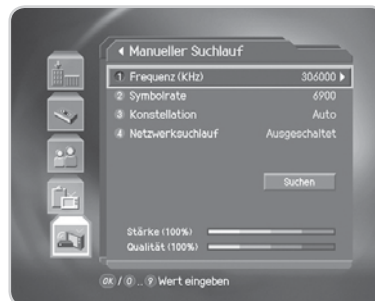 Manueller Suchlauf
1 Frequenz (KHz) 306000
2 Symbolrate 6900
3 Konstellation Auto
4 Netzwerksuchlauf Ausgeschaltet
Suchen
Stärke (100%)
Qualität (100%)
OK / 0 .. 9 Wert eingeben